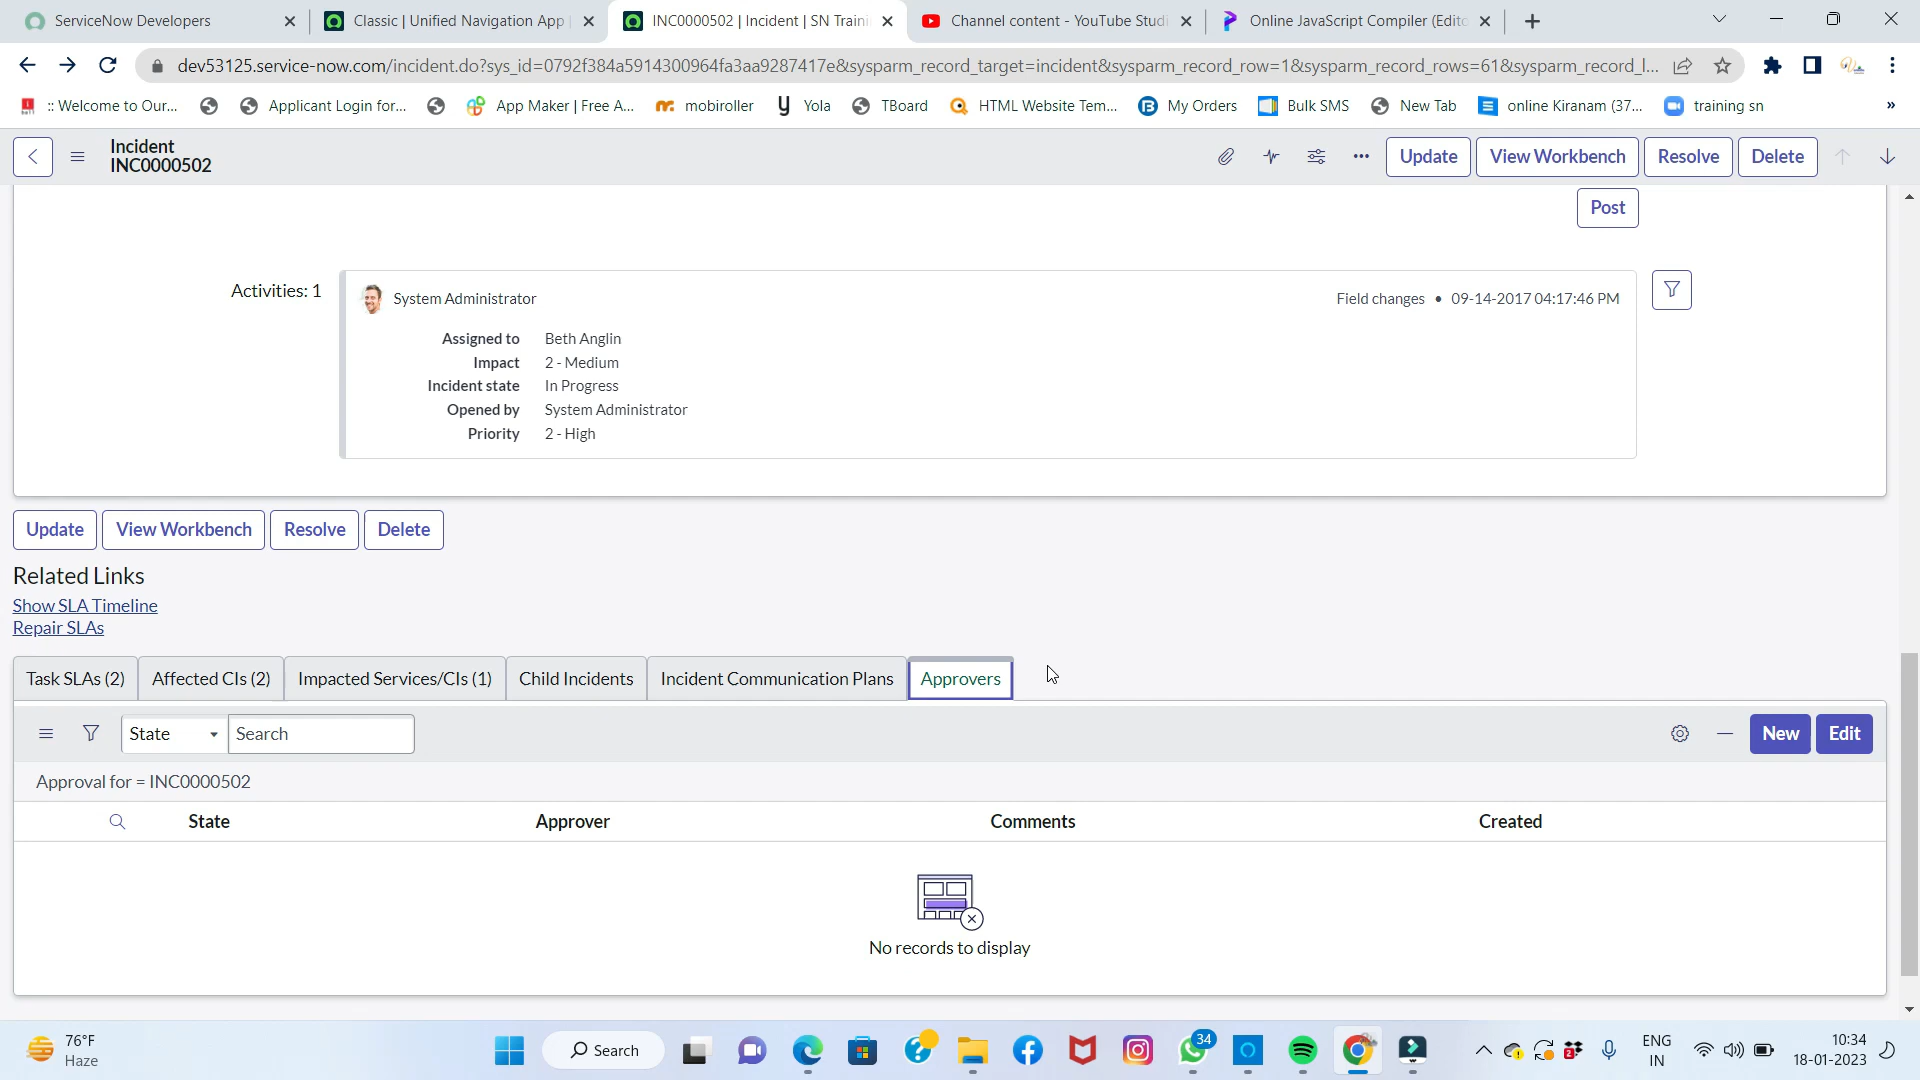 ServiceNow Developers
Classic | Unified Navigation App
INC0000502 | Incident | SN Traini
Channel content - YouTube Studi
Online JavaScript Compiler (Edito
dev53125.service-now.com/incident.do?sys_id=0792f384a5914300964fa3aa9287417e&sysparm_record_target=incident&sysparm_record_row=1&sysparm_record_rows=61&sysparm_record_l...
:: Welcome to Our...
Applicant Login for...
App Maker | Free A...
mobiroller
Yola
TBoard
HTML Website Tem...
My Orders
Bulk SMS
New Tab
online Kiranam (37...
training sn
»
Incident
INC0000502
Update
View Workbench
Resolve
Delete
Post
Activities: 1
System Administrator
Field changes • 09-14-2017 04:17:46 PM
Assigned to Beth Anglin
Impact 2 - Medium
Incident state In Progress
Opened by System Administrator
Priority 2 - High
Update
View Workbench
Resolve
Delete
Related Links
Show SLA Timeline
Repair SLAs
Task SLAs (2)
Affected CIs (2)
Impacted Services/CIs (1)
Child Incidents
Incident Communication Plans
Approvers
State
Search
New
Edit
Approval for = INC0000502
State
Approver
Comments
Created
No records to display
76°F
Haze
Search
34
2
ENG
IN
10:34
18-01-2023